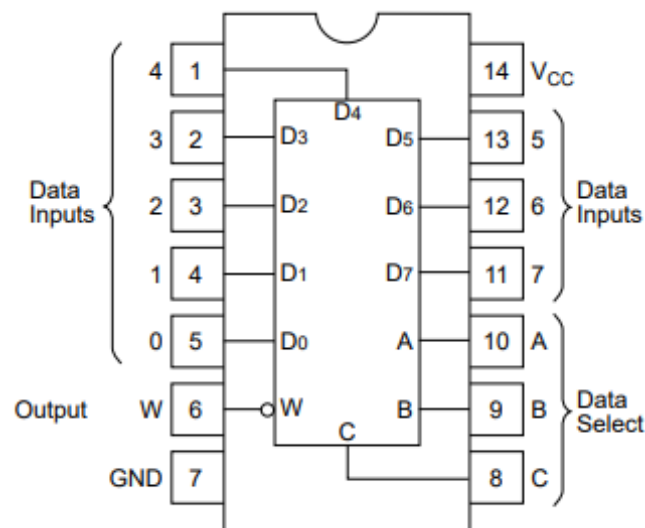 4 1 14 VCC
D4
3 2 D3 D5 13 5
Data Inputs
2 3 D2 D6 12 6
Data Inputs
1 4 D1 D7 11 7
0 5 D0 A 10 A
Output W 6 W B 9 B
Data Select
C
GND 7 8 C